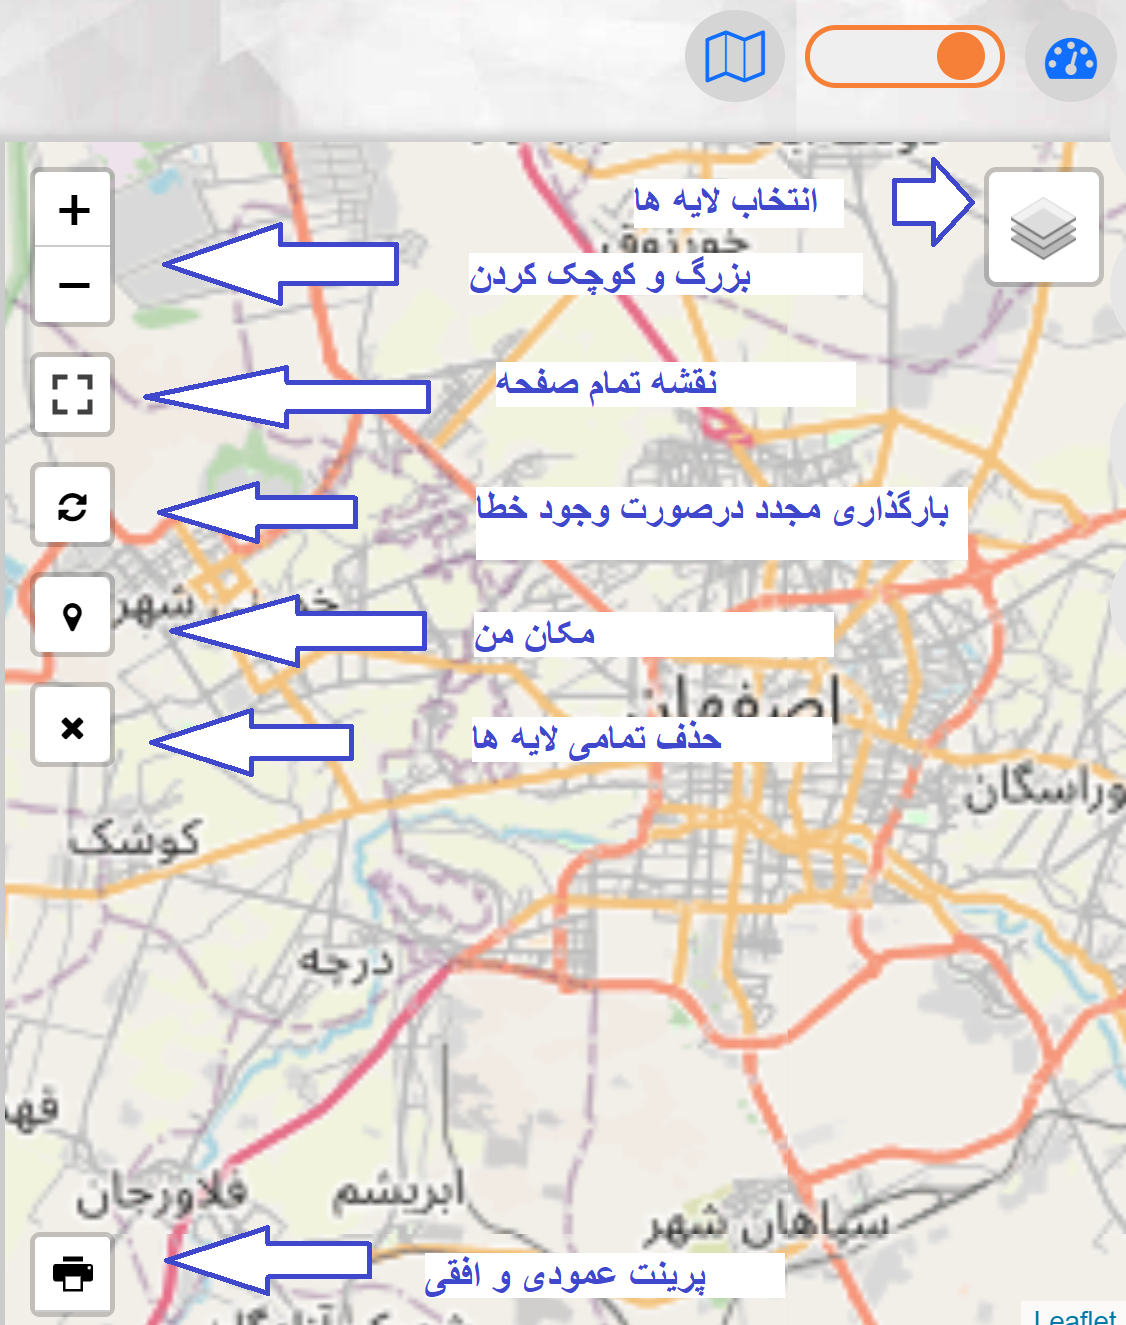 انتخاب لایه ها
خورزوق
بزرگ و کوچک کردن
نقشه تمام صفحه
بارگذاری مجدد درصورت وجود خطا
شهر
مکان من
اصفهان
حذف تمامی لایه ها
وراسگان
کوشک
درچه
فهد
فلاورجان
ابریشم
سپاهان شهر
پرینت عمودی و افقی
Leaflet